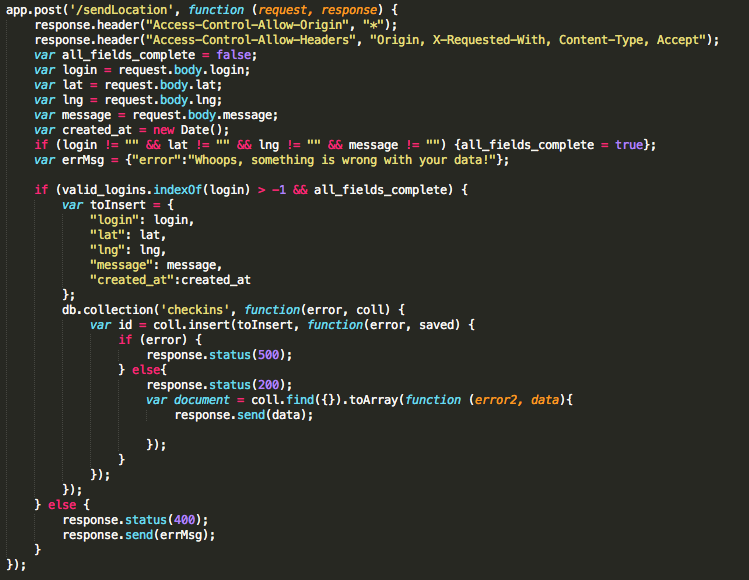 app.post('/sendLocation', function (request, response) {
    response.header("Access-Control-Allow-Origin", "*");
    response.header("Access-Control-Allow-Headers", "Origin, X-Requested-With, Content-Type, Accept");
    var all_fields_complete = false;
    var login = request.body.login;
    var lat = request.body.lat;
    var lng = request.body.lng;
    var message = request.body.message;
    var created_at = new Date();
    if (login != "" && lat != "" && lng != "" && message != "") {all_fields_complete = true};
    var errMsg = {"error":"Whoops, something is wrong with your data!"};

    if (valid_logins.indexOf(login) > -1 && all_fields_complete) {
        var toInsert = {
            "login": login,
            "lat": lat,
            "lng": lng,
            "message": message,
            "created_at":created_at
        };
        db.collection('checkins', function(error, coll) {
            var id = coll.insert(toInsert, function(error, saved) {
                if (error) {
                    response.status(500);
                } else{
                    response.status(200);
                    var document = coll.find({}).toArray(function (error2, data){
                        response.send(data);

                    });
                }
            });
        });
    } else {
        response.status(400);
        response.send(errMsg);
    }
});